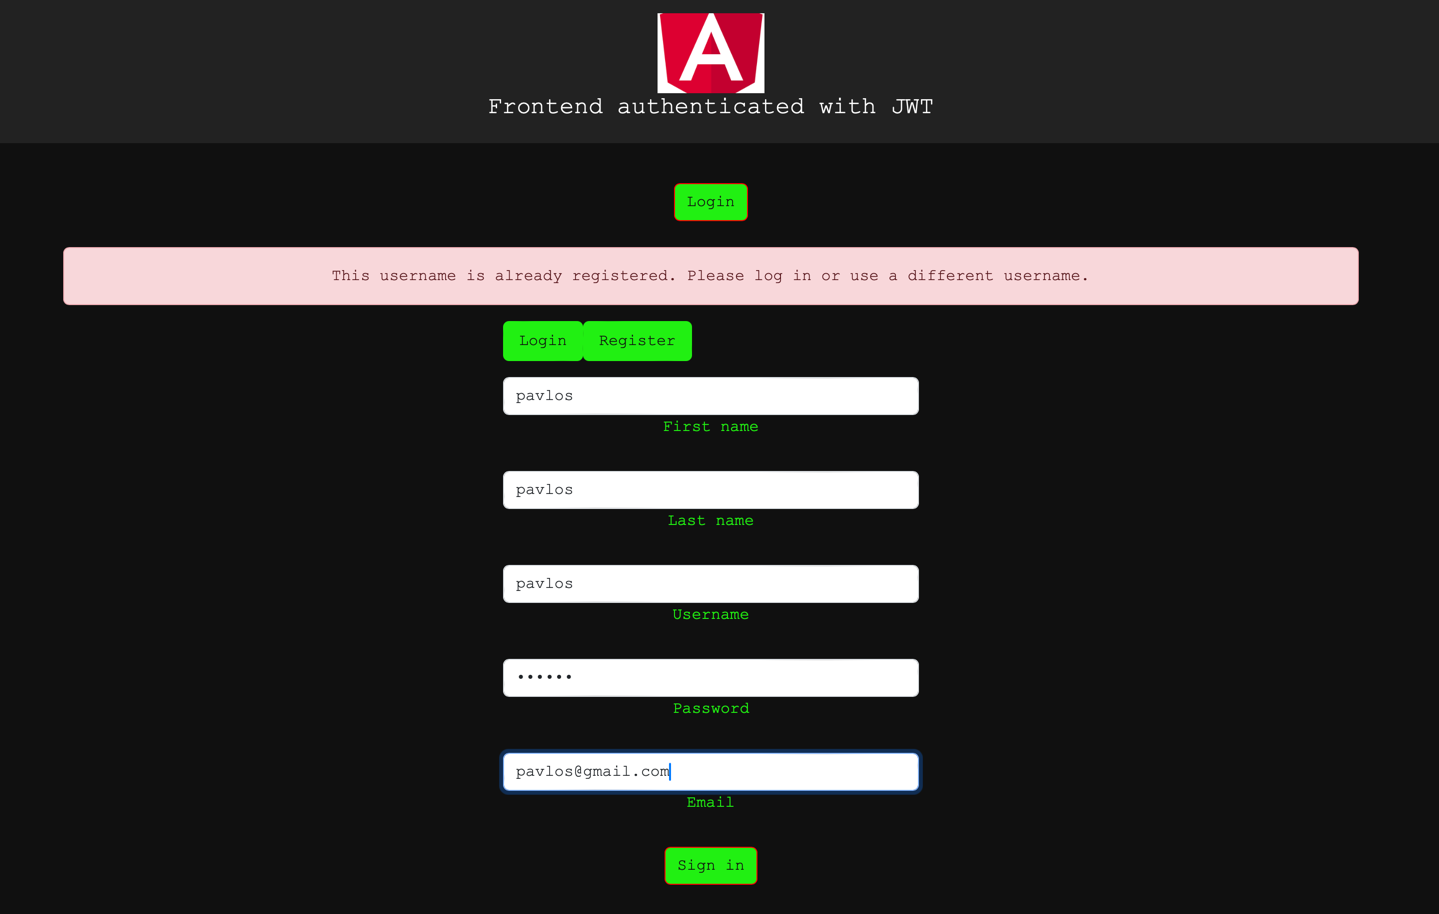 Frontend authenticated with JWT
Login
This username is already registered. Please log in or use a different username.
Login Register
pavlos
First name
pavlos
Last name
pavlos
Username
••••••
Password
pavlos@gmail.com
Email
Sign in